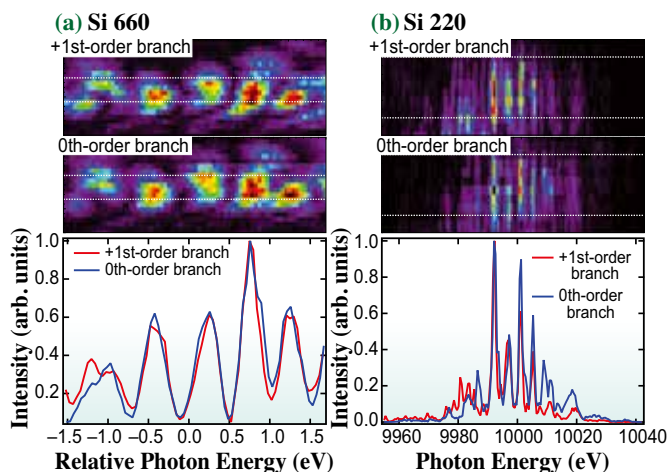 (a) Si 660
+1st-order branch
0th-order branch
Intensity (arb. units)
1.0
0.8
0.6
0.4
0.2
+1st-order branch
0th-order branch
−1.5 −1.0 −0.5 0.0 0.5 1.0 1.5
Relative Photon Energy (eV)
(b) Si 220
+1st-order branch
0th-order branch
Intensity (arb. units)
1.0
0.8
0.6
0.4
0.2
0.0
+1st-order
branch
0th-order
branch
9960 9980 10000 10020 10040
Photon Energy (eV)